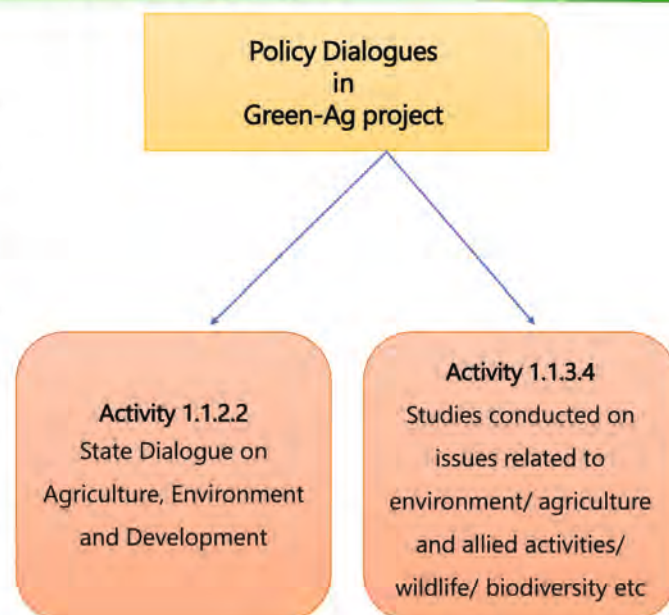 Policy Dialogues
in
Green-Ag project
Activity 1.1.2.2
State Dialogue on
Agriculture, Environment
and Development
Activity 1.1.3.4
Studies conducted on
issues related to
environment/ agriculture
and allied activities/
wildlife/ biodiversity etc